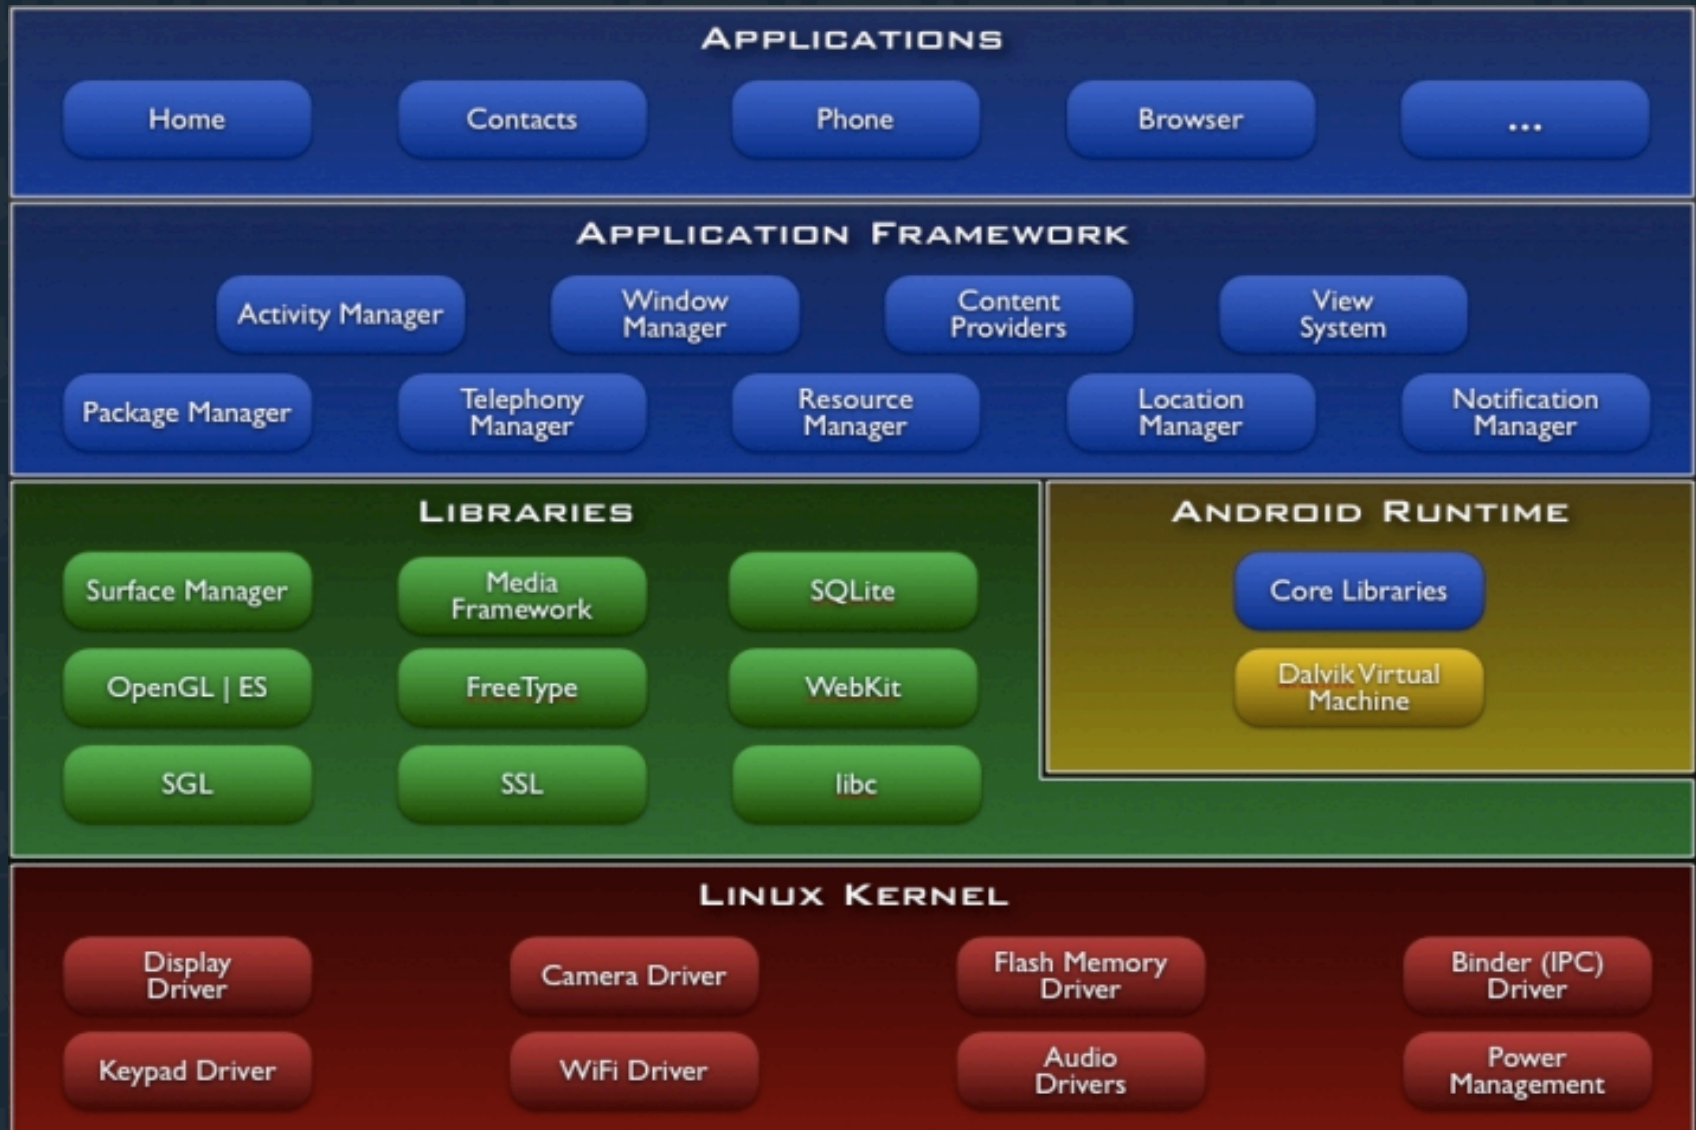 APPLICATIONS
Home
Contacts
Phone
Browser
...
APPLICATION FRAMEWORK
Activity Manager
Window
Manager
Content
Providers
View
System
Package Manager
Telephony
Manager
Resource
Manager
Location
Manager
Notification
Manager
LIBRARIES
Surface Manager
Media
Framework
SQLite
OpenGL | ES
FreeType
WebKit
SGL
SSL
libc
ANDROID RUNTIME
Core Libraries
Dalvik Virtual
Machine
LINUX KERNEL
Display
Driver
Camera Driver
Flash Memory
Driver
Binder (IPC)
Driver
Keypad Driver
WiFi Driver
Audio
Drivers
Power
Management